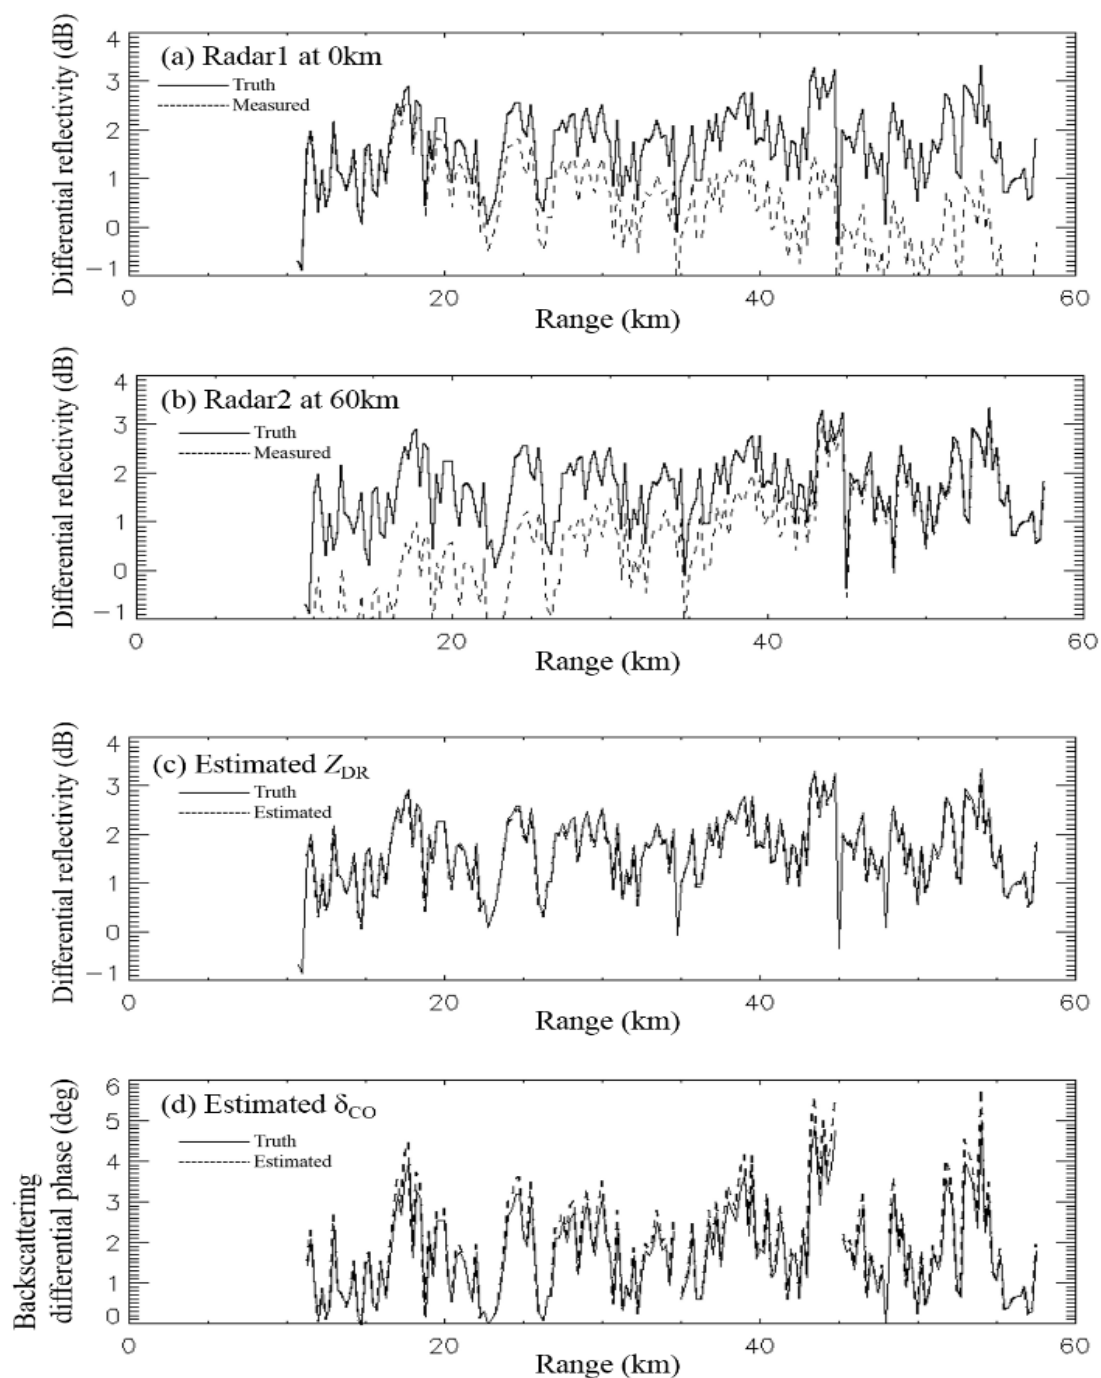 Differential reflectivity (dB)
4
3
2
1
0
−1
(a) Radar1 at 0km
Truth
Measured
0
20
40
60
Range (km)
Differential reflectivity (dB)
4
3
2
1
0
−1
(b) Radar2 at 60km
Truth
Measured
0
20
40
60
Range (km)
Differential reflectivity (dB)
4
3
2
1
0
−1
(c) Estimated ZDR
Truth
Estimated
0
20
40
60
Range (km)
Backscattering
differential phase (deg)
6
5
4
3
2
1
0
(d) Estimated δCO
Truth
Estimated
0
20
40
60
Range (km)